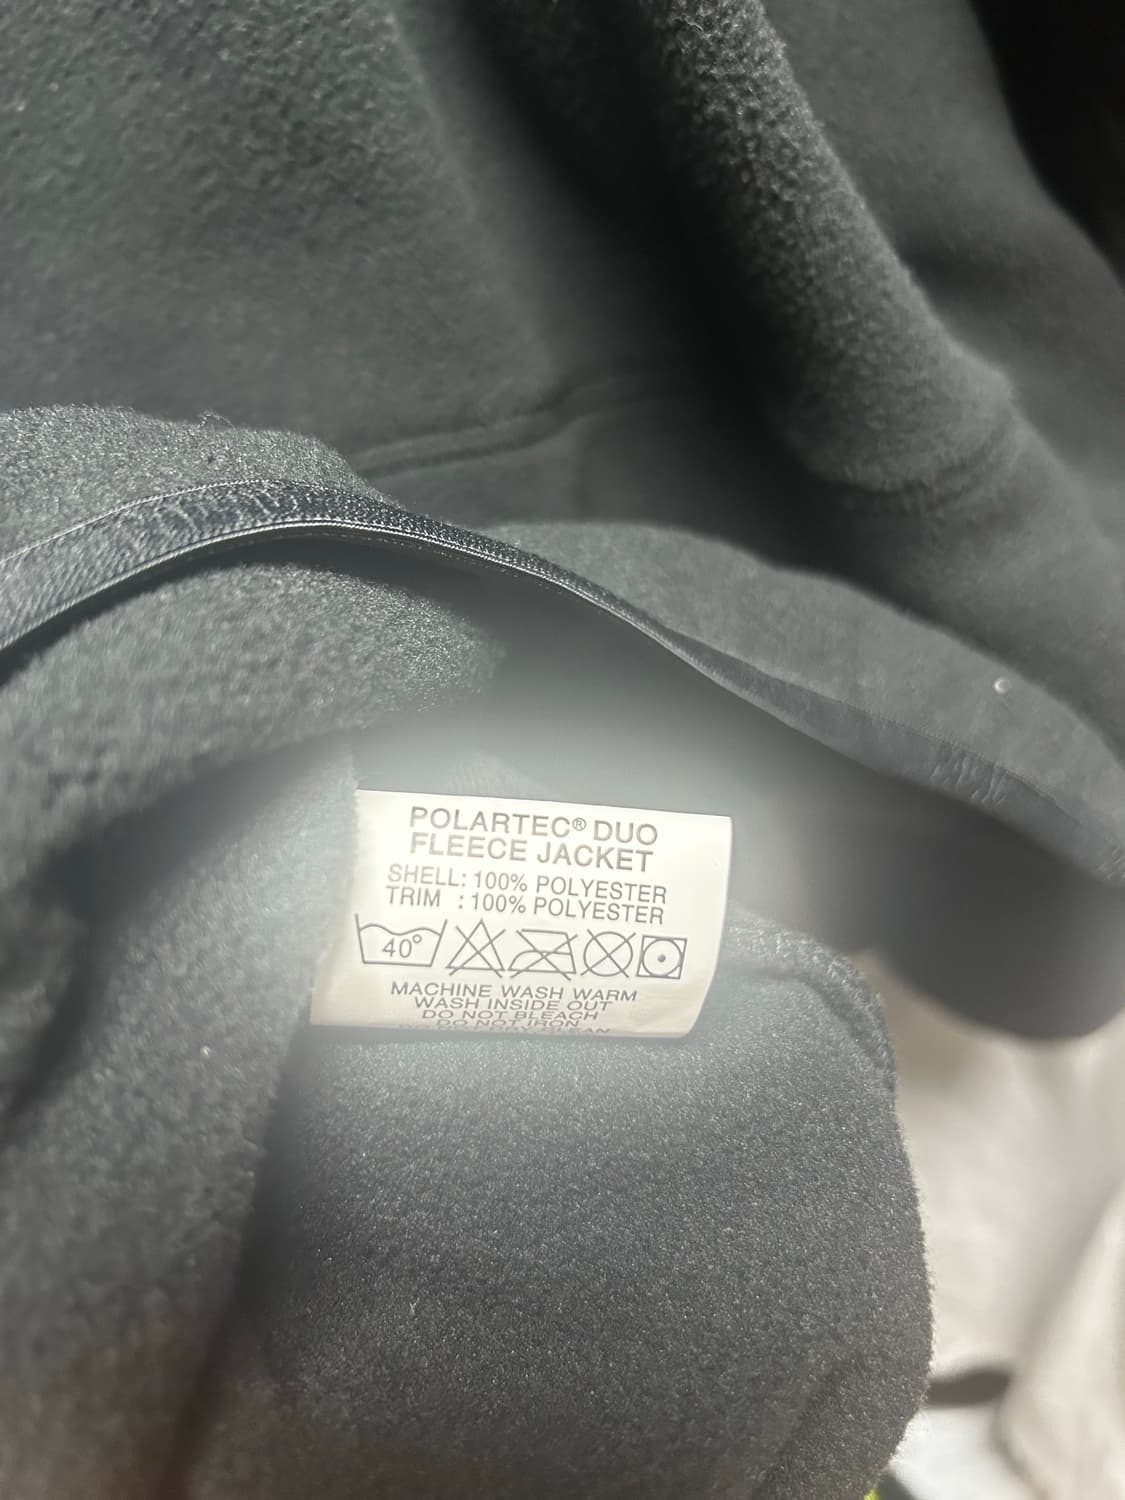 POLARTEC® DUO
FLEECE JACKET
SHELL: 100% POLYESTER
TRIM : 100% POLYESTER
40°
MACHINE WASH WARM
WASH INSIDE OUT
DO NOT BLEACH
DO NOT IRON